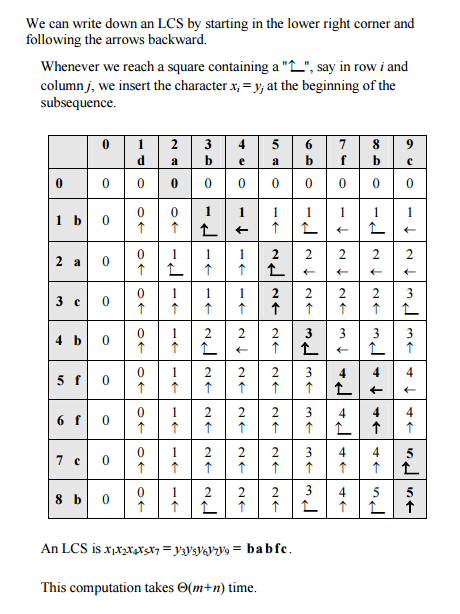 We can write down an LCS by starting in the lower right corner and
following the arrows backward.
Whenever we reach a square containing a "↖", say in row i and
column j, we insert the character xᵢ = yⱼ at the beginning of the
subsequence.
0 1 2 3 4 5 6 7 8 9
d a b e a b f b c
0 0 0 0 0 0 0 0 0 0 0
0 0 1 1 1 1 1 1 1
1 b 0
↑ ↑ ↖ ← ↑ ↖ ← ↖ ←
0 1 1 1 2 2 2 2 2
2 a 0
↑ ↖ ↑ ↑ ↖ ← ← ← ←
0 1 1 1 2 2 2 2 3
3 c 0
↑ ↑ ↑ ↑ ↑ ↑ ↑ ↑ ↖
0 1 2 2 2 3 3 3 3
4 b 0
↑ ↑ ↖ ← ↑ ↖ ← ↖ ↑
0 1 2 2 2 3 4 4 4
5 f 0
↑ ↑ ↑ ↑ ↑ ↑ ↖ ← ←
0 1 2 2 2 3 4 4 4
6 f 0
↑ ↑ ↑ ↑ ↑ ↑ ↖ ↑ ↑
0 1 2 2 2 3 4 4 5
7 c 0
↑ ↑ ↑ ↑ ↑ ↑ ↑ ↑ ↖
0 1 2 2 2 3 4 5 5
8 b 0
↑ ↑ ↖ ↑ ↑ ↖ ↑ ↖ ↑
An LCS is x₁x₂x₄x₅x₇ = y₃y₅y₆y₇y₉ = babfc.
This computation takes Θ(m+n) time.